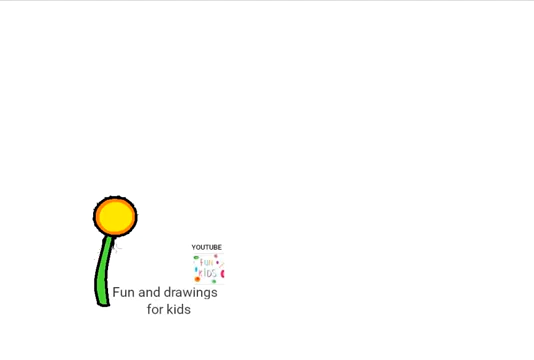 YOUTUBE
fun
KIDS
Fun and drawings
for kids